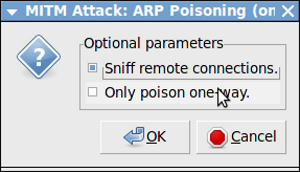 MITM Attack: ARP Poisoning (on
Optional parameters
Sniff remote connections.
Only poison one-way.
OK
Cancel